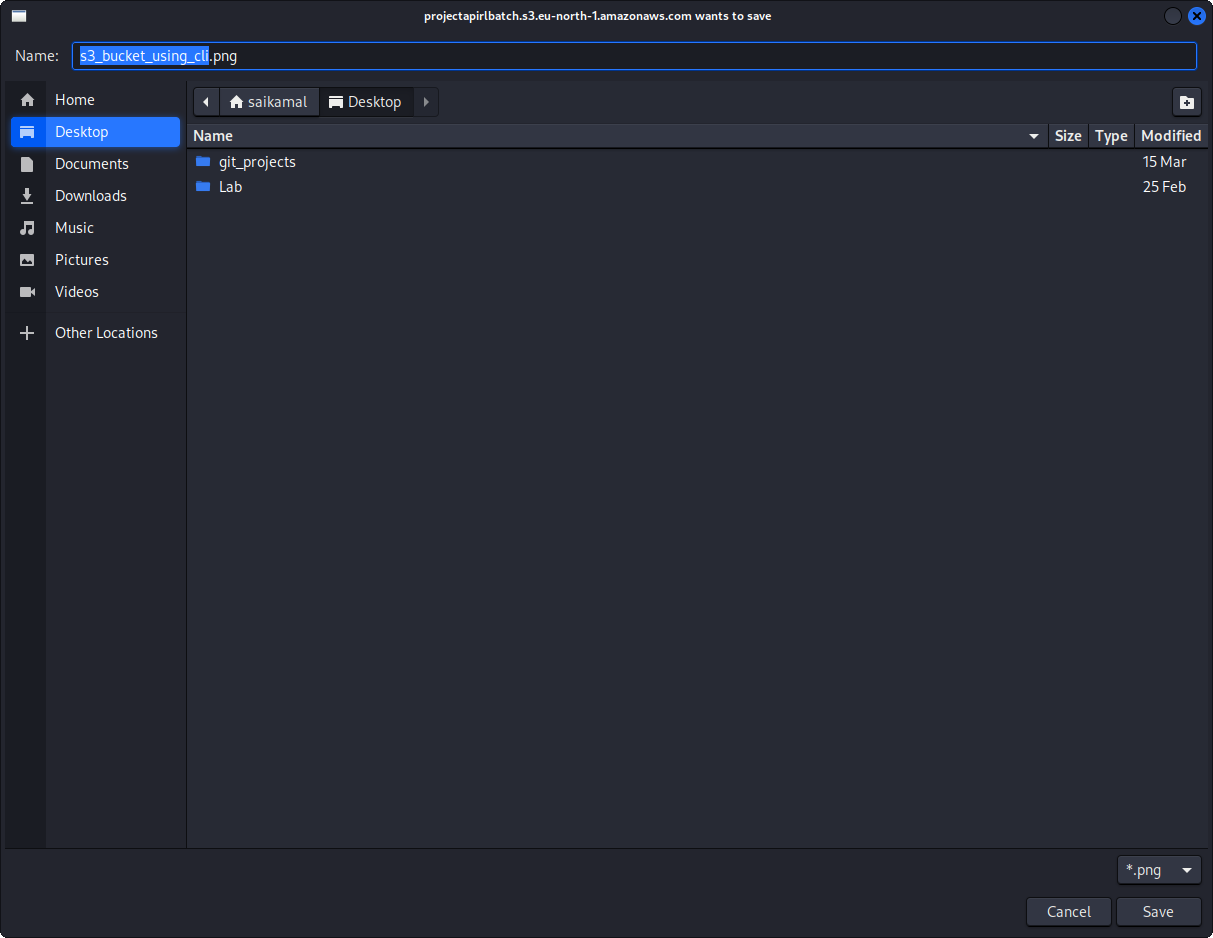 projectapirlbatch.s3.eu-north-1.amazonaws.com wants to save
Name: s3_bucket_using_cli.png
Home
Desktop
Documents
Downloads
Music
Pictures
Videos
Other Locations
saikamal Desktop
Name Size Type Modified
git_projects 15 Mar
Lab 25 Feb
*.png
Cancel Save